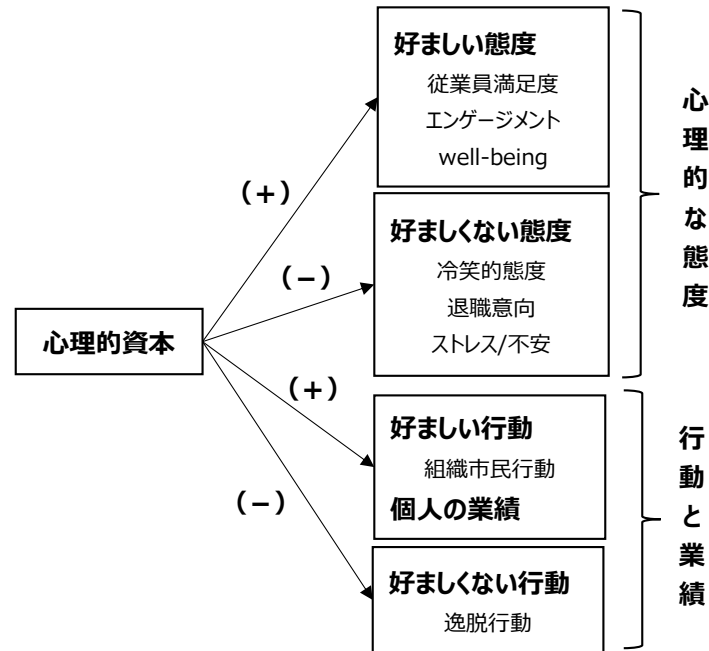 好ましい態度
従業員満足度
エンゲージメント
well-being
(+)
好ましくない態度
冷笑的態度
退職意向
ストレス/不安
(−)
心理的な態度
心理的資本
(+)
好ましい行動
組織市民行動
個人の業績
(−)
好ましくない行動
逸脱行動
行動と業績